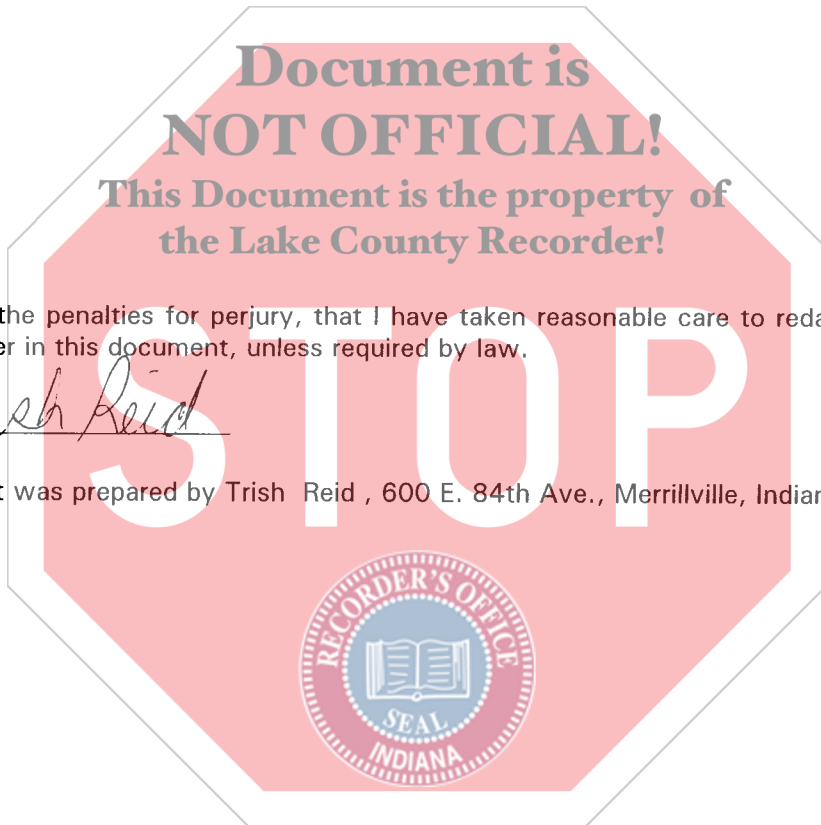 Document is
NOT OFFICIAL!
This Document is the property of
the Lake County Recorder!
STOP
the penalties for perjury, that I have taken reasonable care to reda
er in this document, unless required by law.
sh Reid
t was prepared by Trish Reid , 600 E. 84th Ave., Merrillville, Indian
RECORDER'S OFFICE
SEAL
INDIANA